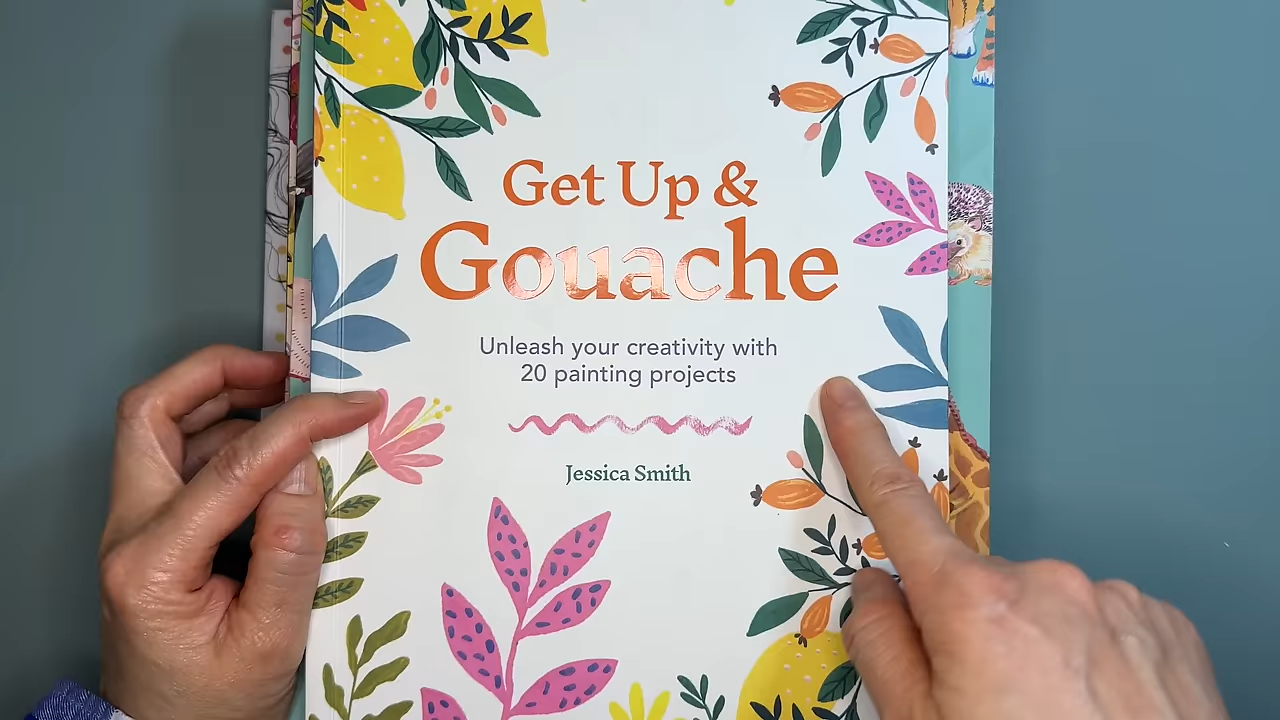 Get Up &
Gouache
Unleash your creativity with
20 painting projects
Jessica Smith